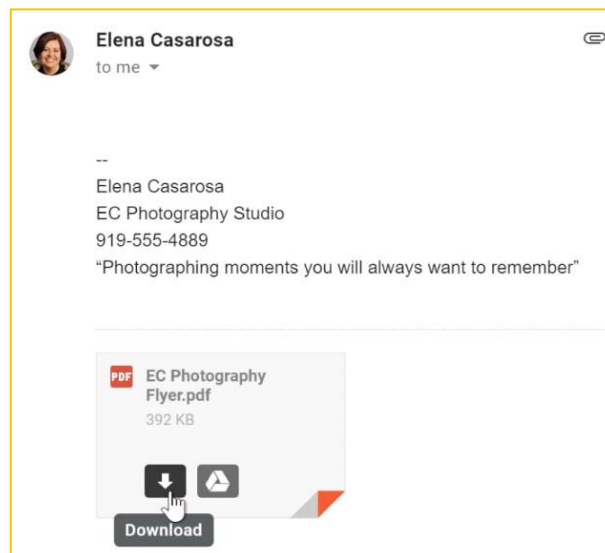 Elena Casarosa
to me
--
Elena Casarosa
EC Photography Studio
919-555-4889
“Photographing moments you will always want to remember”
PDF
EC Photography
Flyer.pdf
392 KB
Download